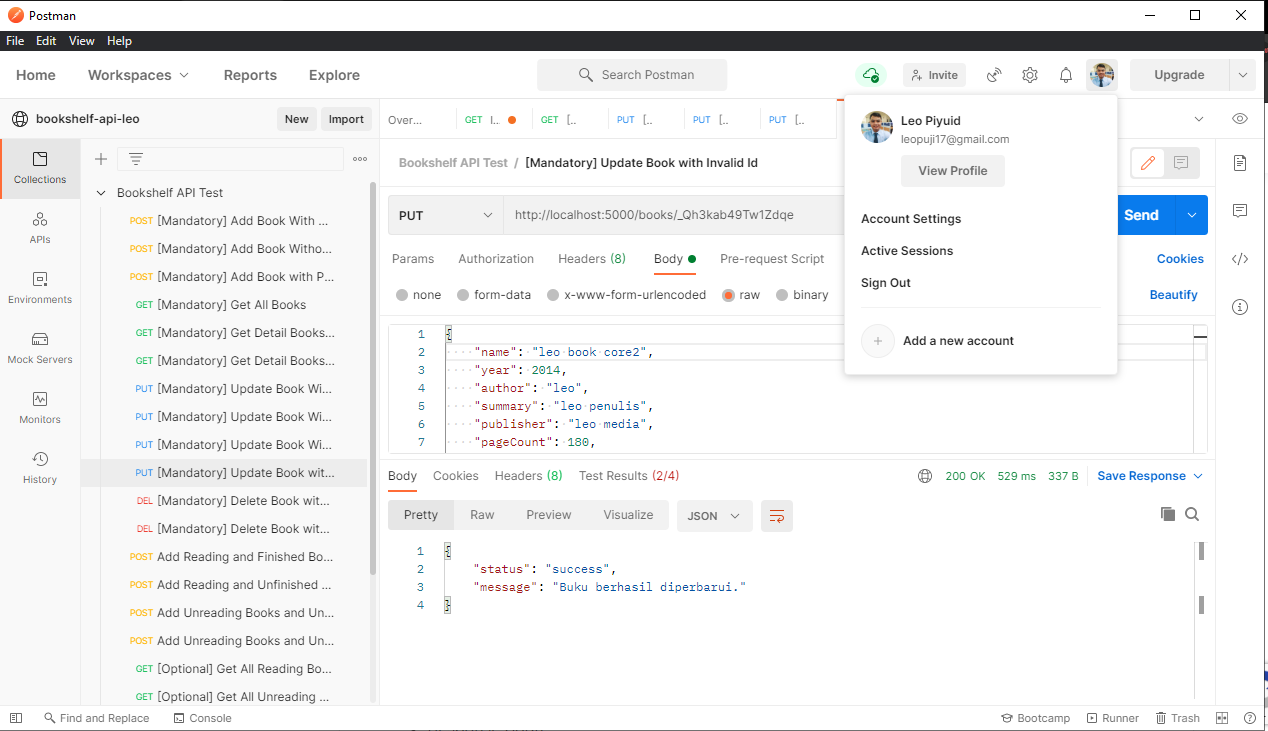 Postman
File Edit View Help
Home Workspaces Reports Explore Search Postman Invite Upgrade
bookshelf-api-leo New Import
Over... GET I... GET [.. PUT [.. PUT [.. PUT [..
Leo Piyuid
leopuji17@gmail.com
View Profile
Account Settings
Active Sessions
Sign Out
Add a new account
Collections
APIs
Environments
Mock Servers
Monitors
History
Bookshelf API Test
POST [Mandatory] Add Book With ...
POST [Mandatory] Add Book Witho...
POST [Mandatory] Add Book with P...
GET [Mandatory] Get All Books
GET [Mandatory] Get Detail Books...
GET [Mandatory] Get Detail Books...
PUT [Mandatory] Update Book Wi...
PUT [Mandatory] Update Book Wi...
PUT [Mandatory] Update Book Wi...
PUT [Mandatory] Update Book wit...
DEL [Mandatory] Delete Book wit...
DEL [Mandatory] Delete Book wit...
POST Add Reading and Finished Bo...
POST Add Reading and Unfinished ...
POST Add Unreading Books and Un...
POST Add Unreading Books and Un...
GET [Optional] Get All Reading Bo...
GET [Optional] Get All Unreading ...
Bookshelf API Test / [Mandatory] Update Book with Invalid Id
PUT http://localhost:5000/books/_Qh3kab49Tw1Zdqe Send
Params Authorization Headers (8) Body Pre-request Script Cookies
none form-data x-www-form-urlencoded raw binary Beautify
1 {
2 "name": "leo book core2",
3 "year": 2014,
4 "author": "leo",
5 "summary": "leo penulis",
6 "publisher": "leo media",
7 "pageCount": 180,
Body Cookies Headers (8) Test Results (2/4) 200 OK 529 ms 337 B Save Response
Pretty Raw Preview Visualize JSON
1 {
2 "status": "success",
3 "message": "Buku berhasil diperbarui."
4 }
Find and Replace Console Bootcamp Runner Trash